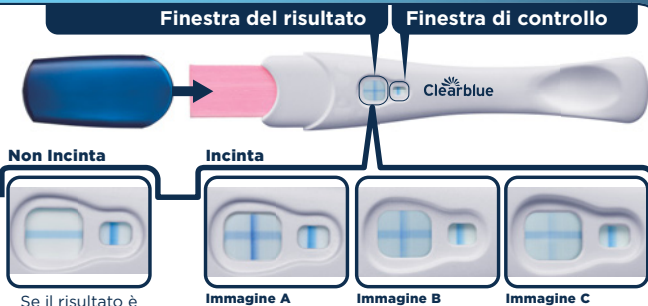 Finestra del risultato
Finestra di controllo
Clearblue
Non Incinta
Incinta
Se il risultato è
Immagine A
Immagine B
Immagine C